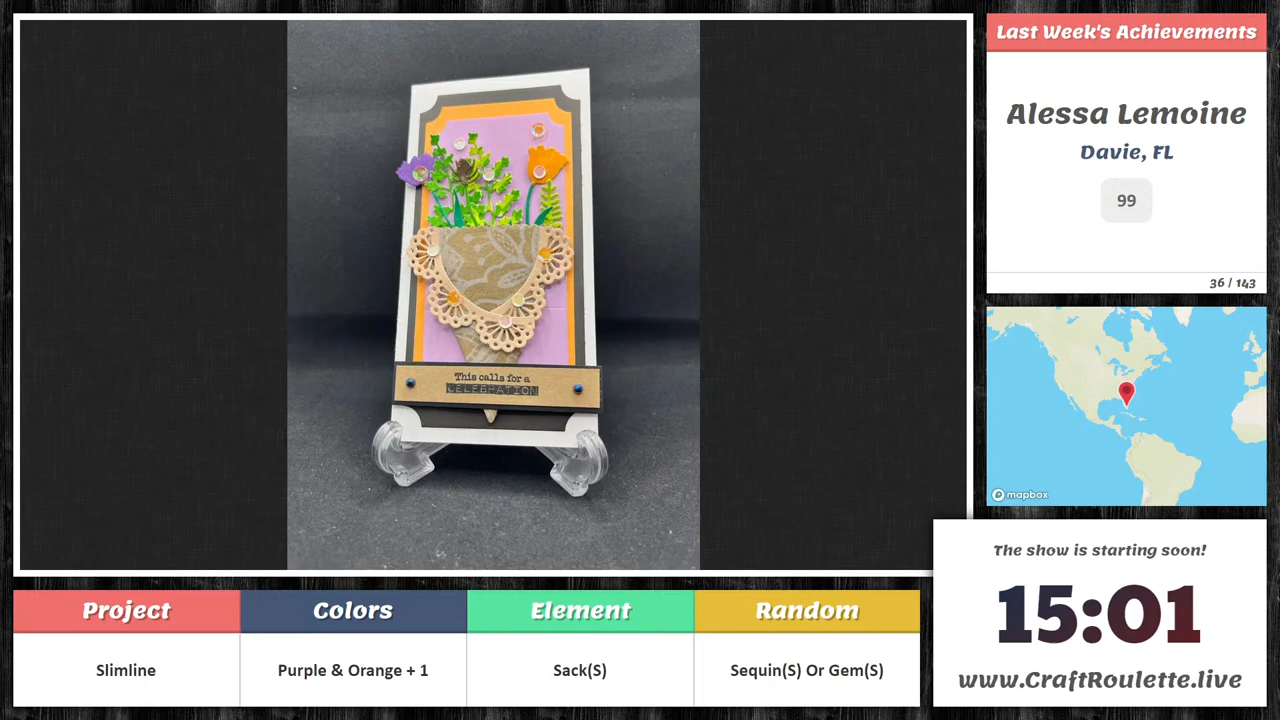 Last Week's Achievements
Alessa Lemoine
Davie, FL
99
36 / 143
This calls for a
CELEBRATION
mapbox
The show is starting soon!
15:01
www.CraftRoulette.live
Project
Colors
Element
Random
Slimline
Purple & Orange + 1
Sack(S)
Sequin(S) Or Gem(S)